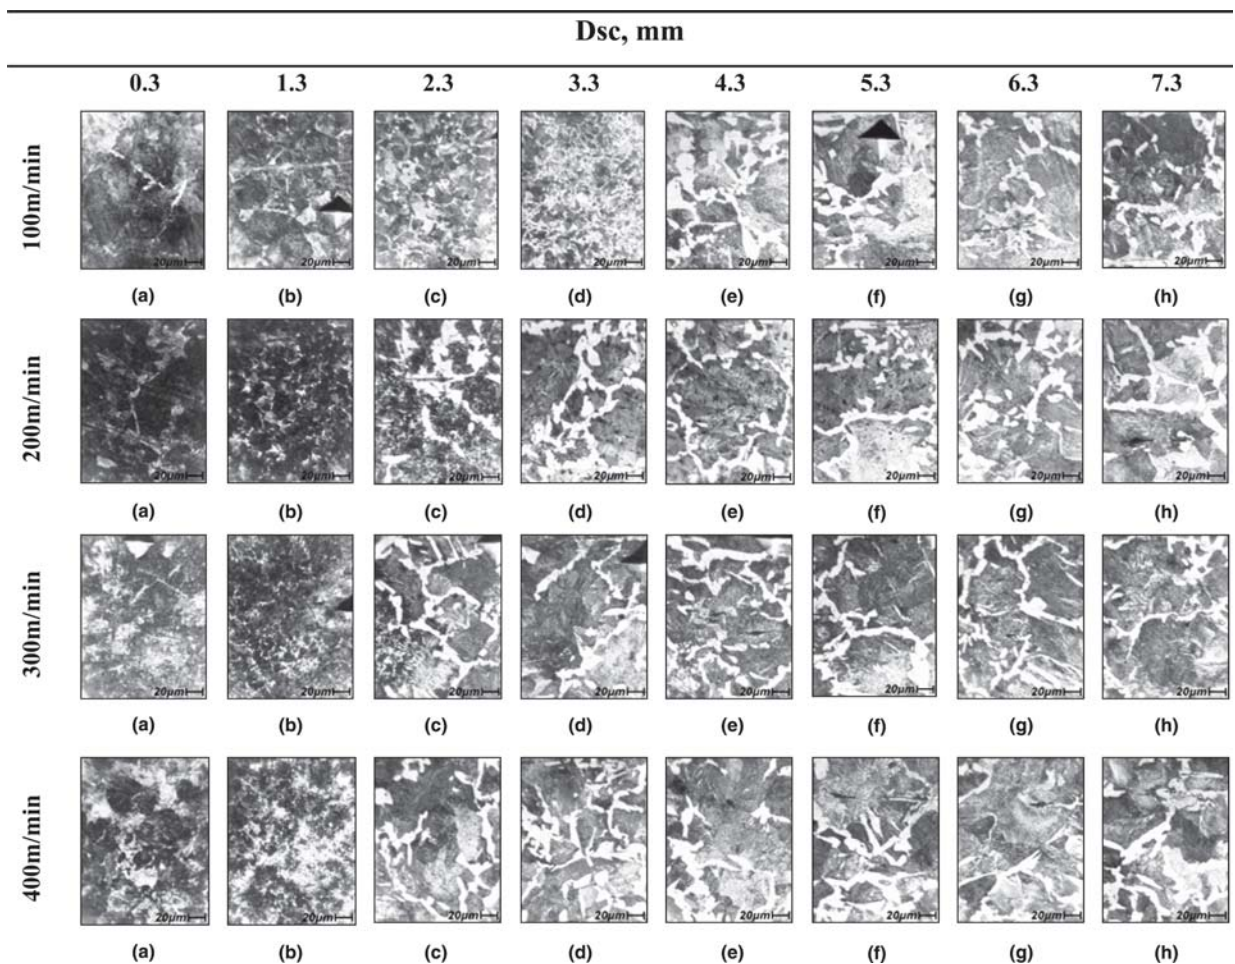 Dsc, mm
0.3 1.3 2.3 3.3 4.3 5.3 6.3 7.3
100m/min
20µm 20µm 20µm 20µm 20µm 20µm 20µm 20µm
(a) (b) (c) (d) (e) (f) (g) (h)
200m/min
20µm 20µm 20µm 20µm 20µm 20µm 20µm 20µm
(a) (b) (c) (d) (e) (f) (g) (h)
300m/min
20µm 20µm 20µm 20µm 20µm 20µm 20µm 20µm
(a) (b) (c) (d) (e) (f) (g) (h)
400m/min
20µm 20µm 20µm 20µm 20µm 20µm 20µm 20µm
(a) (b) (c) (d) (e) (f) (g) (h)